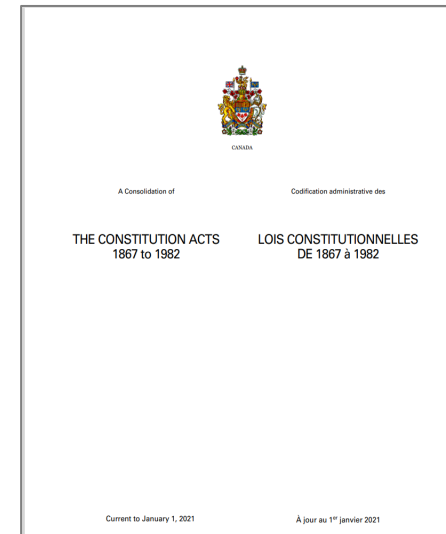 CANADA
A Consolidation of
THE CONSTITUTION ACTS
1867 to 1982
Current to January 1, 2021
Codification administrative des
LOIS CONSTITUTIONNELLES
DE 1867 à 1982
À jour au 1er janvier 2021